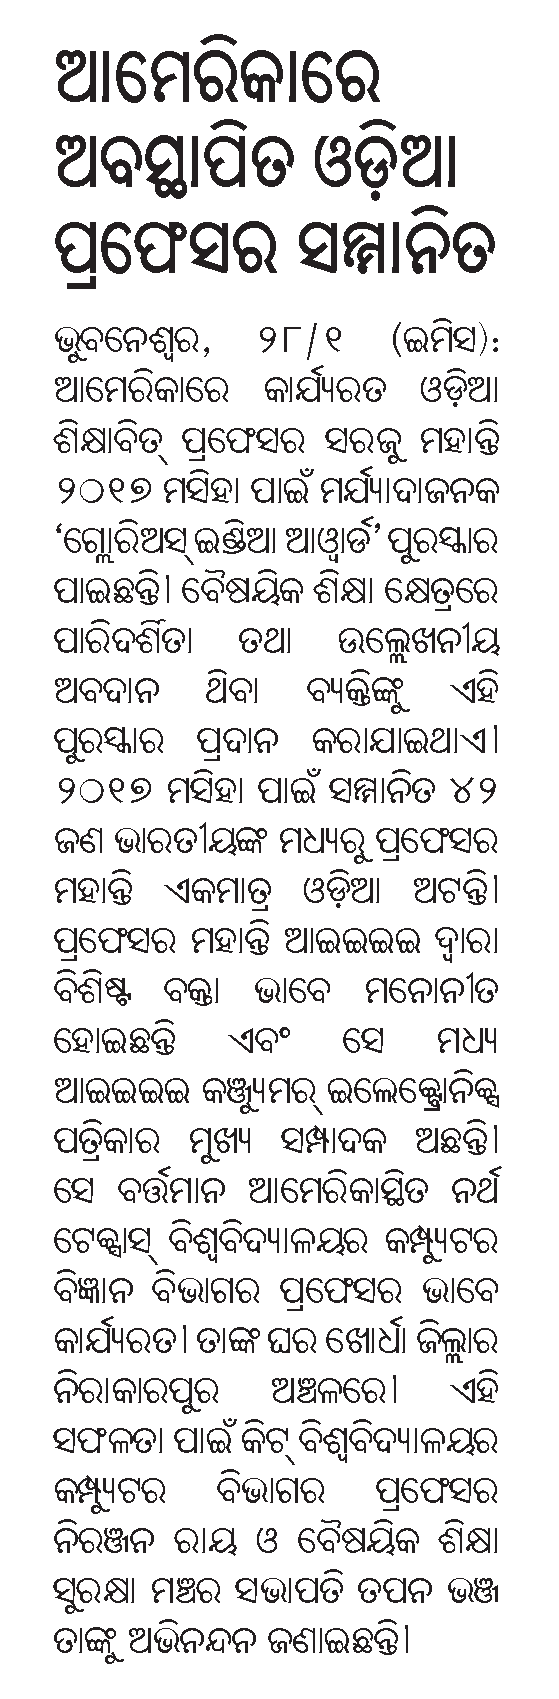 ଆମେରିକାରେ
ଅବସ୍ଥାପିତ ଓଡ଼ିଆ
ପ୍ରଫେସର ସମ୍ମାନିତ
ଭୁବନେଶ୍ୱର, ୨୮/୧ (ଇମିସ):
ଆମେରିକାରେ କାର୍ଯ୍ୟରତ ଓଡ଼ିଆ
ଶିକ୍ଷାବିତ୍ ପ୍ରଫେସର ସରଜୁ ମହାନ୍ତି
୨୦୧୭ ମସିହା ପାଇଁ ମର୍ଯ୍ୟାଦାଜନକ
‘ଗ୍ଲୋରିଅସ୍ ଇଣ୍ଡିଆ ଆଓ୍ୱାର୍ଡ’ ପୁରସ୍କାର
ପାଇଛନ୍ତି। ବୈଷୟିକ ଶିକ୍ଷା କ୍ଷେତ୍ରରେ
ପାରିଦର୍ଶିତା ତଥା ଉଲ୍ଲେଖନୀୟ
ଅବଦାନ ଥିବା ବ୍ୟକ୍ତିଙ୍କୁ ଏହି
ପୁରସ୍କାର ପ୍ରଦାନ କରାଯାଇଥାଏ।
୨୦୧୭ ମସିହା ପାଇଁ ସମ୍ମାନିତ ୪୨
ଜଣ ଭାରତୀୟଙ୍କ ମଧ୍ୟରୁ ପ୍ରଫେସର
ମହାନ୍ତି ଏକମାତ୍ର ଓଡ଼ିଆ ଅଟନ୍ତି।
ପ୍ରଫେସର ମହାନ୍ତି ଆଇଇଇଇ ଦ୍ୱାରା
ବିଶିଷ୍ଟ ବକ୍ତା ଭାବେ ମନୋନୀତ
ହୋଇଛନ୍ତି ଏବଂ ସେ ମଧ୍ୟ
ଆଇଇଇଇ କଞ୍ଜ୍ୟୁମର୍ ଇଲେକ୍ଟ୍ରୋନିକ୍ସ
ପତ୍ରିକାର ମୁଖ୍ୟ ସମ୍ପାଦକ ଅଛନ୍ତି।
ସେ ବର୍ତ୍ତମାନ ଆମେରିକାସ୍ଥିତ ନର୍ଥ
ଟେକ୍ସାସ୍ ବିଶ୍ୱବିଦ୍ୟାଳୟର କମ୍ପ୍ୟୁଟର
ବିଜ୍ଞାନ ବିଭାଗର ପ୍ରଫେସର ଭାବେ
କାର୍ଯ୍ୟରତ। ତାଙ୍କ ଘର ଖୋର୍ଧା ଜିଲ୍ଲାର
ନିରାକାରପୁର ଅଞ୍ଚଳରେ। ଏହି
ସଫଳତା ପାଇଁ କିଟ୍ ବିଶ୍ୱବିଦ୍ୟାଳୟର
କମ୍ପ୍ୟୁଟର ବିଭାଗର ପ୍ରଫେସର
ନିରଞ୍ଜନ ରାୟ ଓ ବୈଷୟିକ ଶିକ୍ଷା
ସୁରକ୍ଷା ମଞ୍ଚର ସଭାପତି ତପନ ଭଞ୍ଜ
ତାଙ୍କୁ ଅଭିନନ୍ଦନ ଜଣାଇଛନ୍ତି।